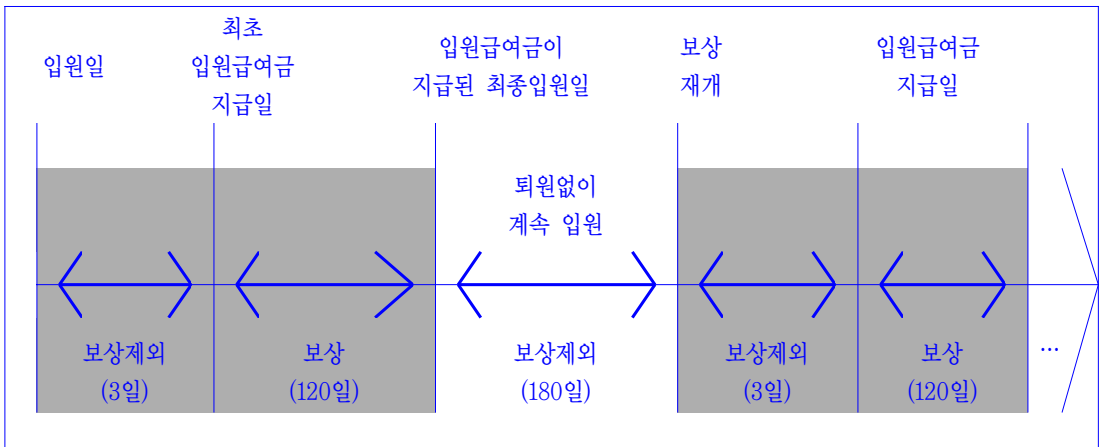 입원일
최초
입원급여금
지급일
입원급여금이
지급된 최종입원일
보상
재개
입원급여금
지급일
퇴원없이
계속 입원
보상제외
(3일)
보상
(120일)
보상제외
(180일)
보상제외
(3일)
보상
(120일)
…